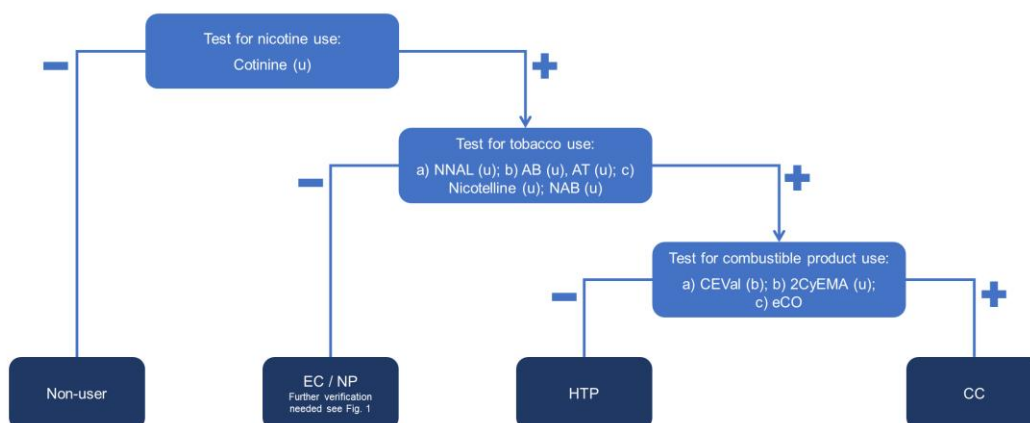 Test for nicotine use:
Cotinine (u)
−
+
Test for tobacco use:
a) NNAL (u); b) AB (u), AT (u); c)
Nicotelline (u); NAB (u)
−
+
Test for combustible product use:
a) CEVal (b); b) 2CyEMA (u);
c) eCO
−
+
Non-user
EC / NP
Further verification
needed see Fig. 1
HTP
CC